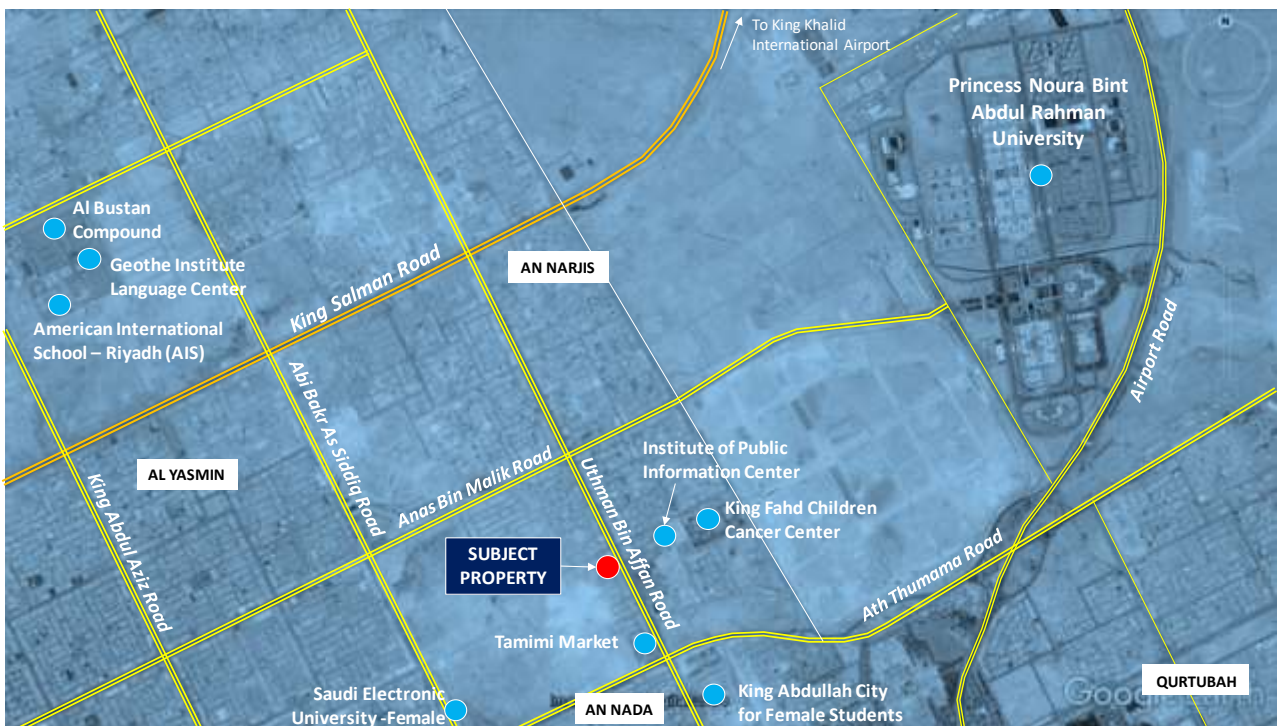 To King Khalid
International Airport
Princess Noura Bint
Abdul Rahman
University
Al Bustan
Compound
Geothe Institute
Language Center
American International
School – Riyadh (AIS)
King Salman Road
AN NARJIS
Airport Road
Abi Bakr As Siddiq Road
AL YASMIN
King Abdul Aziz Road
Anas Bin Malik Road
Uthman Bin Affan Road
Institute of Public
Information Center
King Fahd Children
Cancer Center
SUBJECT
PROPERTY
Ath Thumama Road
Tamimi Market
Saudi Electronic
University -Female
AN NADA
King Abdullah City
for Female Students
QURTUBAH
Google Earth